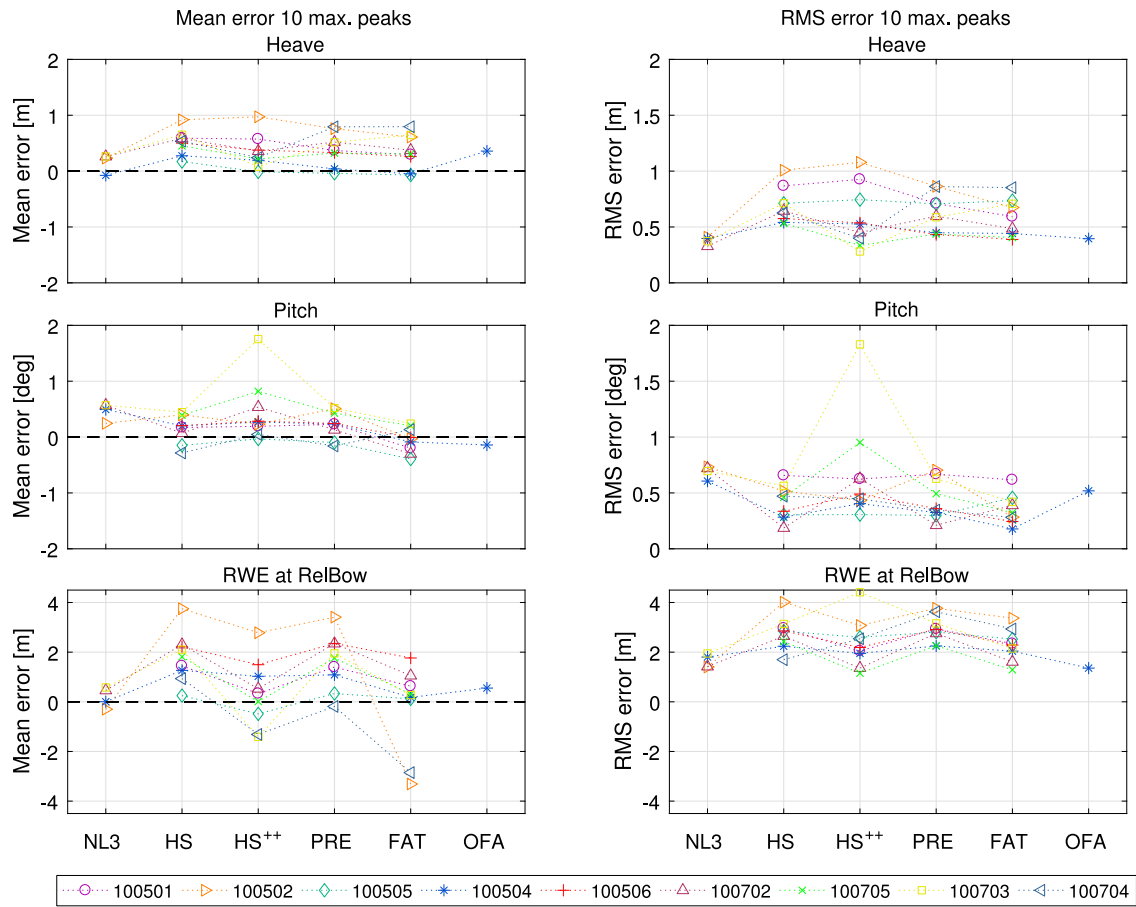 Mean error 10 max. peaks
Heave
Mean error [m]
2
1
0
-1
-2
RMS error 10 max. peaks
Heave
RMS error [m]
2
1.5
1
0.5
0
Pitch
Mean error [deg]
2
1
0
-1
-2
Pitch
RMS error [deg]
2
1.5
1
0.5
0
RWE at RelBow
Mean error [m]
4
2
0
-2
-4
NL3 HS HS++ PRE FAT OFA
RWE at RelBow
RMS error [m]
4
2
0
-2
-4
NL3 HS HS++ PRE FAT OFA
100501 100502 100505 100504 100506 100702 100705 100703 100704